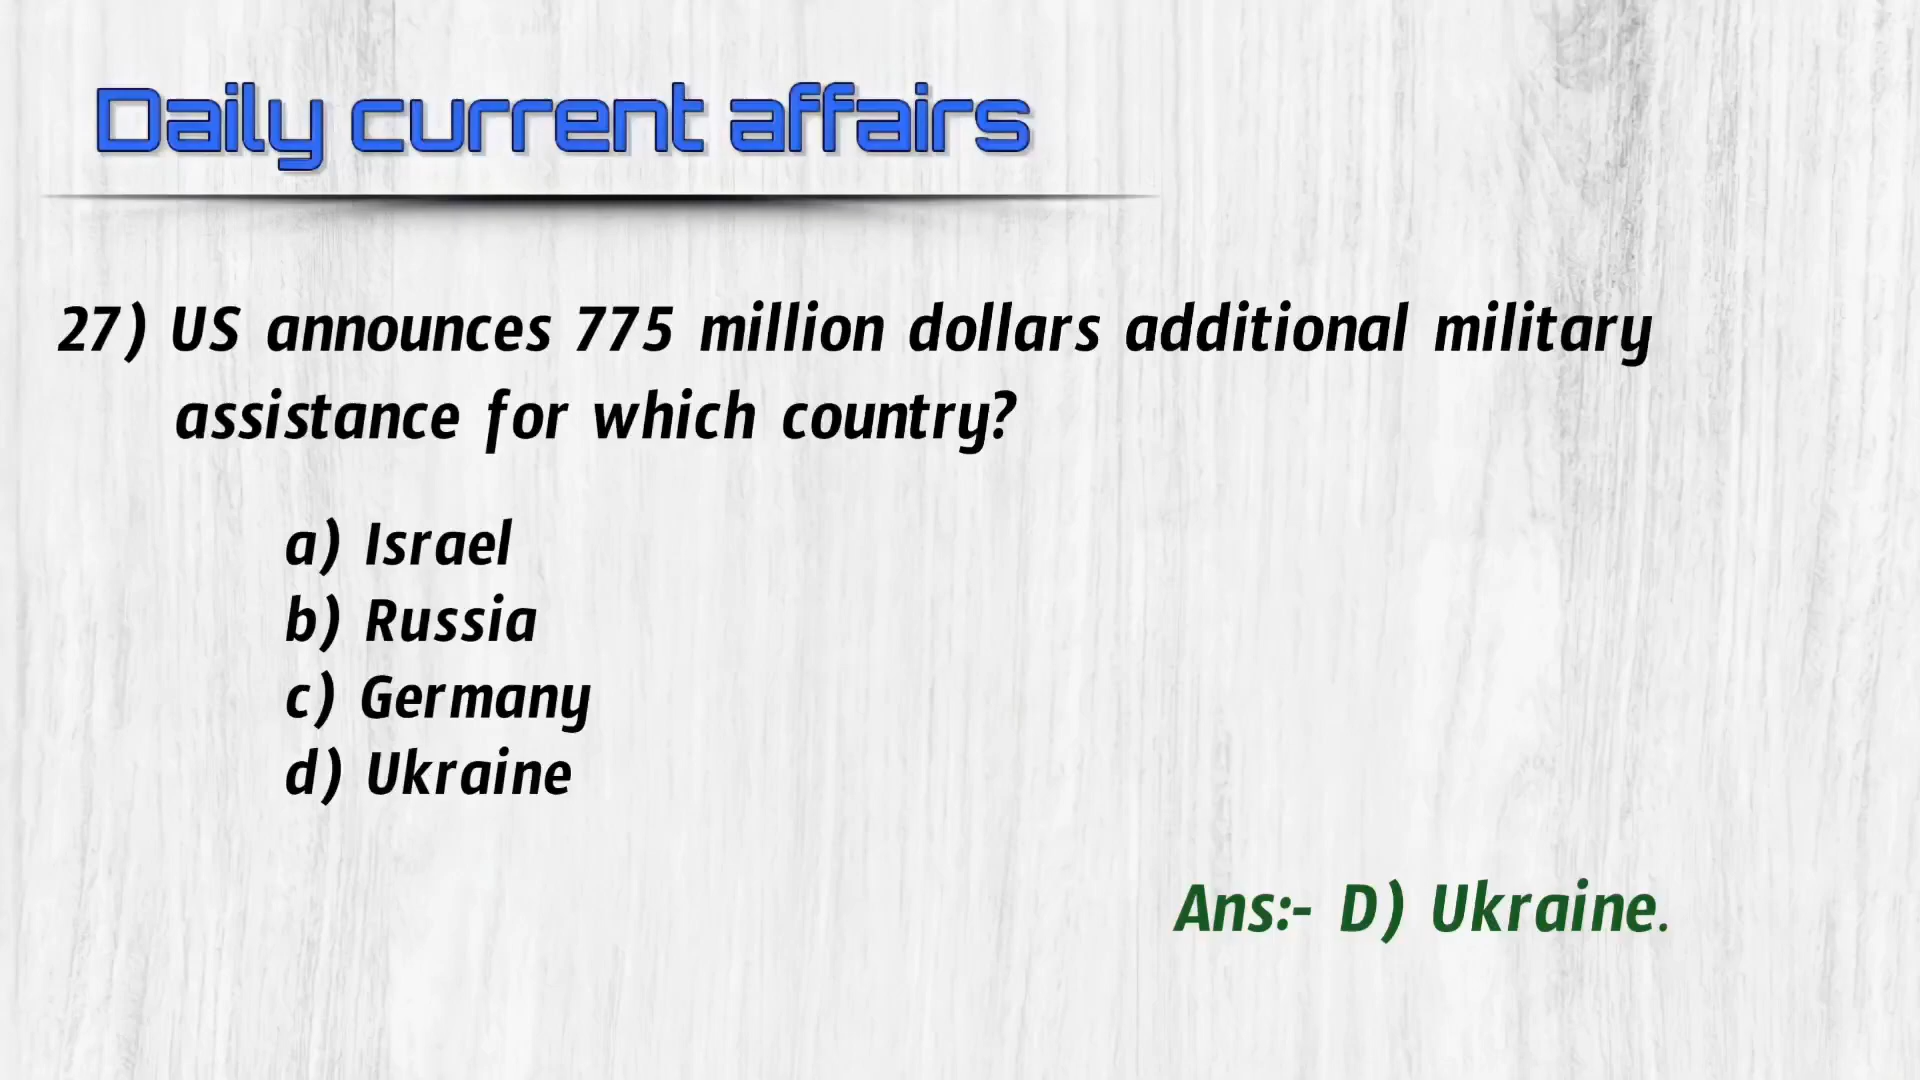 Daily current affairs
27) US announces 775 million dollars additional military
assistance for which country?
a) Israel
b) Russia
c) Germany
d) Ukraine
Ans:- D) Ukraine.